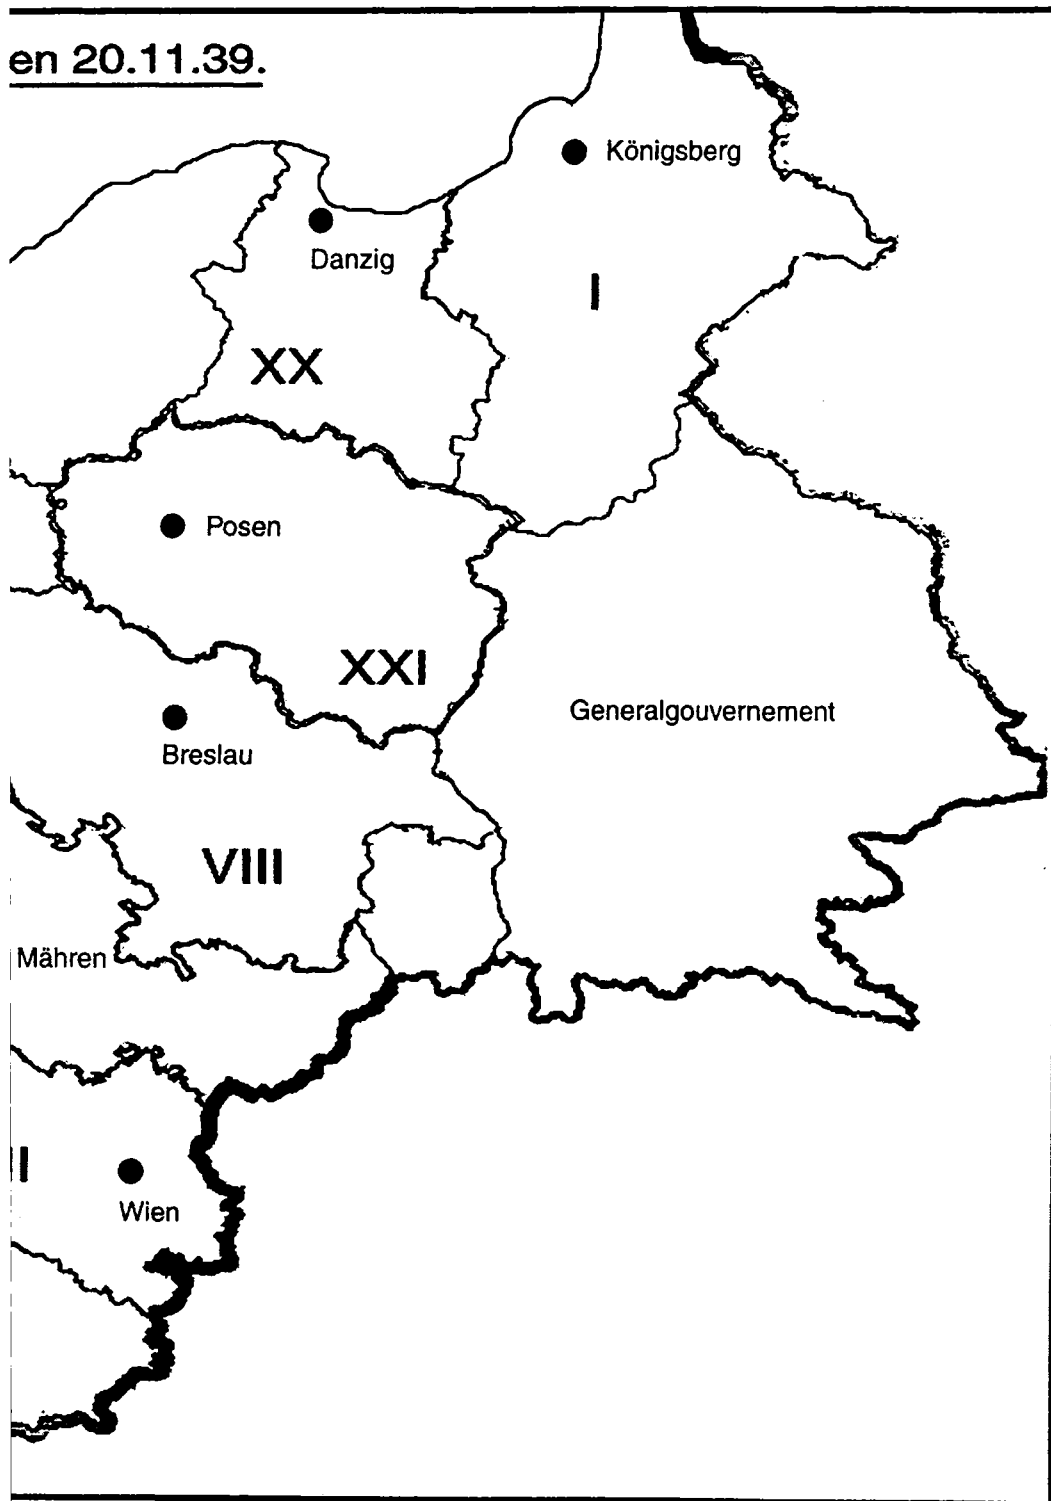 en 20.11.39.
Königsberg
Danzig
I
XX
Posen
XXI
Generalgouvernement
Breslau
VIII
Mähren
II
Wien